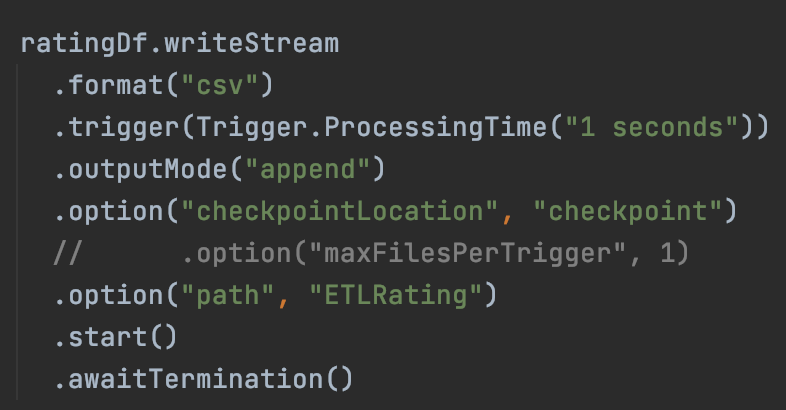 ratingDf.writeStream
.format("csv")
.trigger(Trigger.ProcessingTime("1 seconds"))
.outputMode("append")
.option("checkpointLocation", "checkpoint")
//      .option("maxFilesPerTrigger", 1)
.option("path", "ETLRating")
.start()
.awaitTermination()